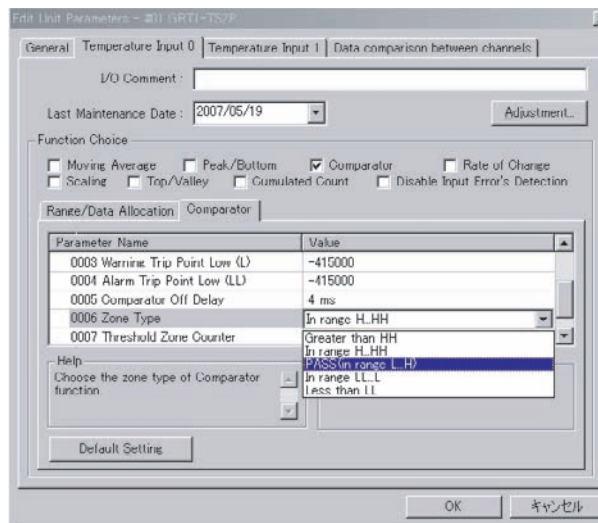 Edit Unit Parameters - #01 GRT1-TS2P
General Temperature Input 0 Temperature Input 1 Data comparison between channels
I/O Comment :
Last Maintenance Date : 2007/05/19 Adjustment...
Function Choice
Moving Average Peak/Bottom Comparator Rate of Change
Scaling Top/Valley Cumulated Count Disable Input Error's Detection
Range/Data Allocation Comparator
Parameter Name Value
0003 Warning Trip Point Low (L) -415000
0004 Alarm Trip Point Low (LL) -415000
0005 Comparator Off Delay 4 ms
0006 Zone Type In range H...HH
0007 Threshold Zone Counter
Greater than HH
In range H...HH
PASS(in range L...H)
In range LL...L
Less than LL
Help
Choose the zone type of Comparator
function
Default Setting
OK キャンセル